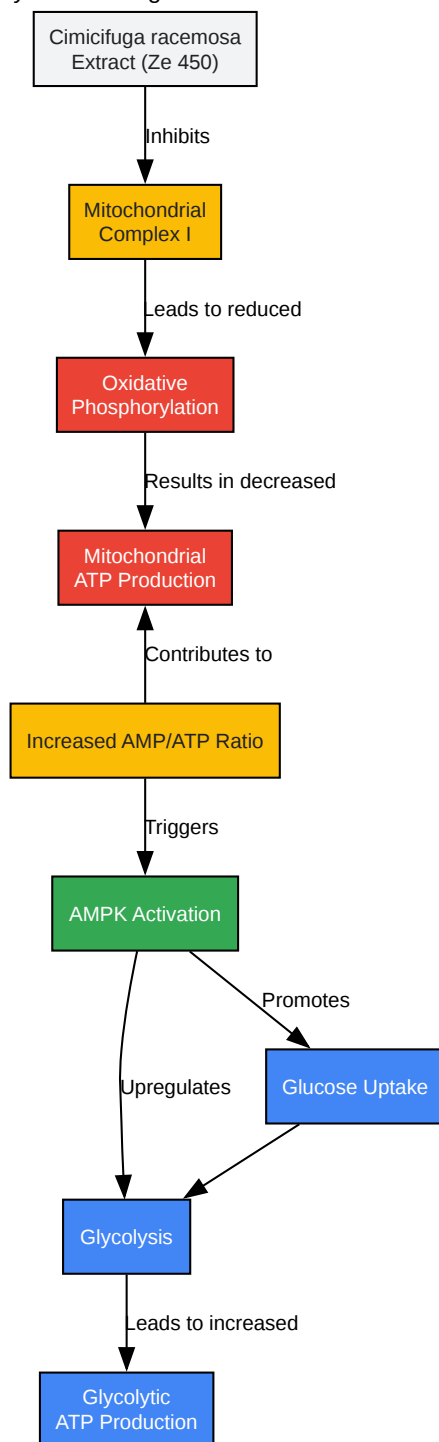 Cimicifuga racemosa
Extract (Ze 450)
Inhibits
Mitochondrial
Complex I
Leads to reduced
Oxidative
Phosphorylation
Results in decreased
Mitochondrial
ATP Production
Contributes to
Increased AMP/ATP Ratio
Triggers
AMPK Activation
Promotes
Upregulates
Glucose Uptake
Glycolysis
Leads to increased
Glycolytic
ATP Production